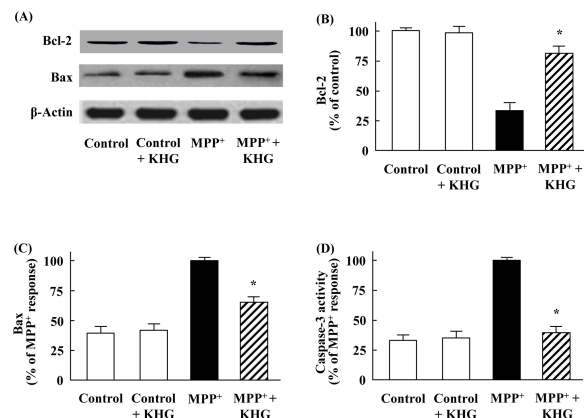 (A)
Bcl-2
Bax
β-Actin
Control
Control
+ KHG
MPP⁺
MPP⁺ +
KHG
(B)
Bcl-2
(% of control)
100
75
50
25
0
*
Control
Control
+ KHG
MPP⁺
MPP⁺ +
KHG
(C)
Bax
(% of MPP⁺ response)
100
75
50
25
0
*
Control
Control
+ KHG
MPP⁺
MPP⁺ +
KHG
(D)
Caspase-3 activity
(% of MPP⁺ response)
100
75
50
25
0
*
Control
Control
+ KHG
MPP⁺
MPP⁺ +
KHG